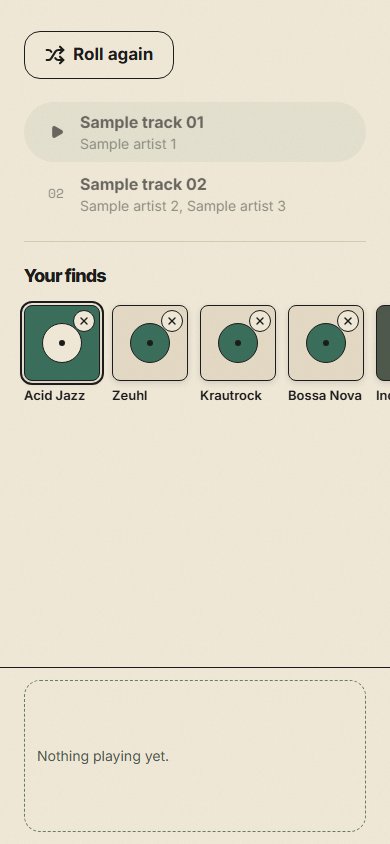 Roll again
Sample track 01
Sample artist 1
02
Sample track 02
Sample artist 2, Sample artist 3
Your finds
Acid Jazz
Zeuhl
Krautrock
Bossa Nova
Nothing playing yet.